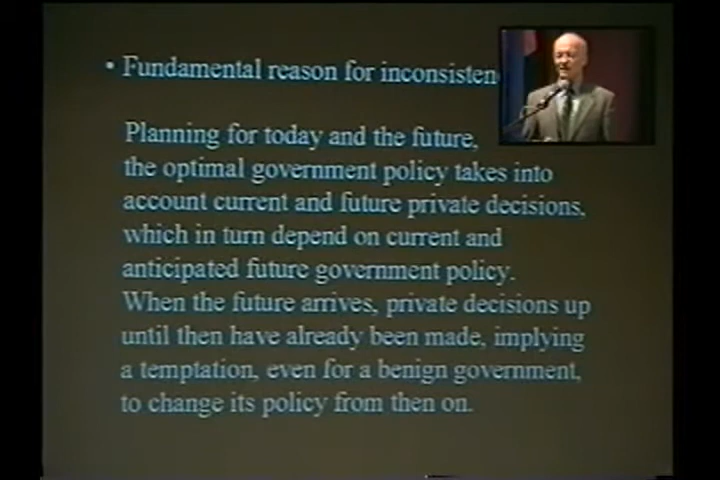 • Fundamental reason for inconsisten
Planning for today and the future,
the optimal government policy takes into
account current and future private decisions,
which in turn depend on current and
anticipated future government policy.
When the future arrives, private decisions up
until then have already been made, implying
a temptation, even for a benign government,
to change its policy from then on.